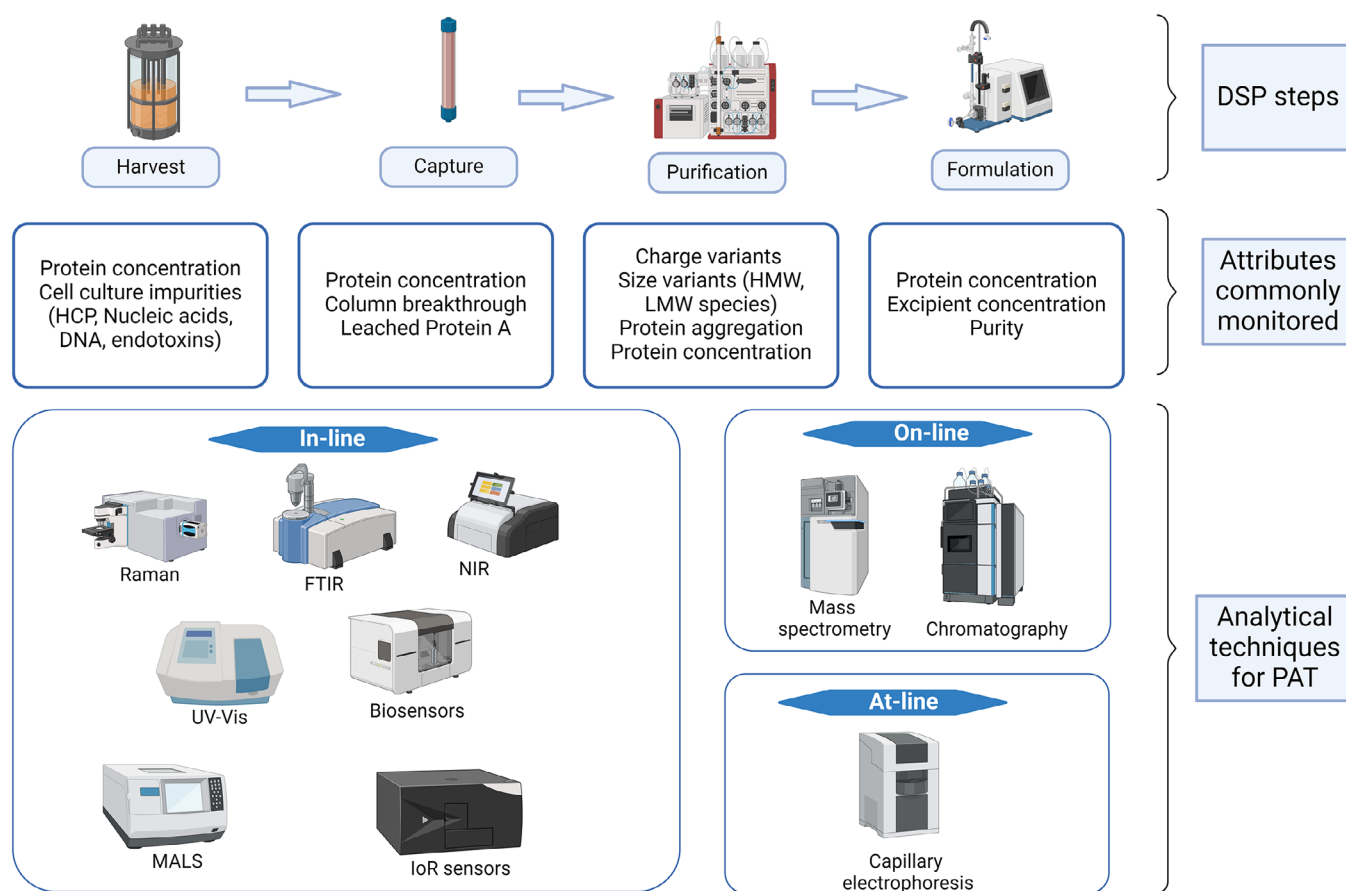 DSP steps
Harvest
Capture
Purification
Formulation
Protein concentration
Cell culture impurities
(HCP, Nucleic acids,
DNA, endotoxins)
Protein concentration
Column breakthrough
Leached Protein A
Charge variants
Size variants (HMW,
LMW species)
Protein aggregation
Protein concentration
Protein concentration
Excipient concentration
Purity
Attributes
commonly
monitored
In-line
Raman
FTIR
NIR
UV-Vis
Biosensors
MALS
IoR sensors
On-line
Mass
spectrometry
Chromatography
At-line
Capillary
electrophoresis
Analytical
techniques
for PAT